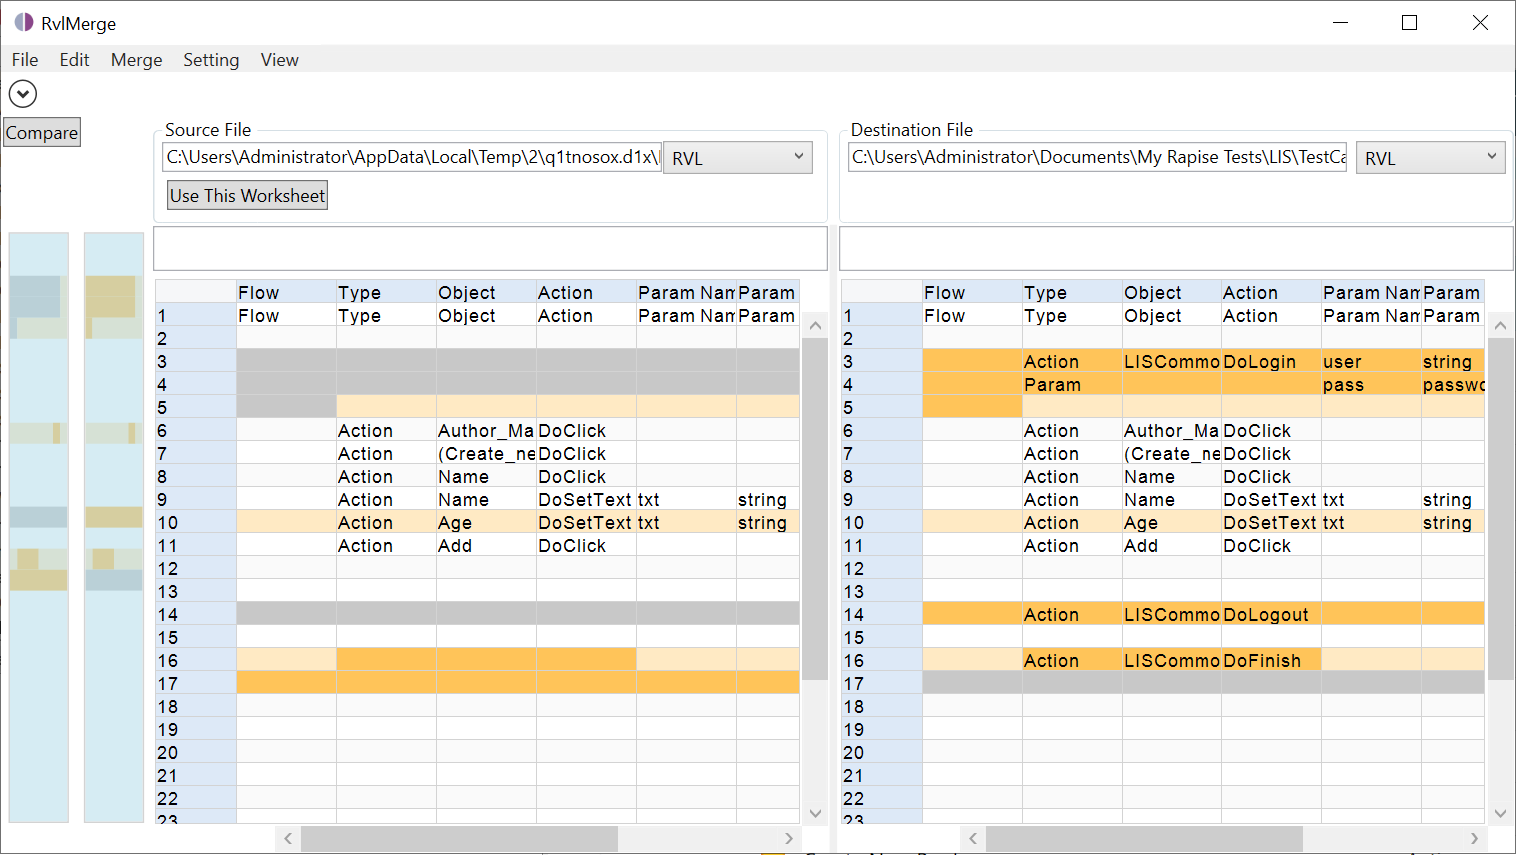 RvlMerge
File Edit Merge Setting View
Compare
Source File
C:\Users\Administrator\AppData\Local\Temp\2\q1tnosox.d1x\ RVL
Use This Worksheet
Destination File
C:\Users\Administrator\Documents\My Rapise Tests\LIS\TestCa RVL
Flow Type Object Action Param Nam Param
1 Flow Type Object Action Param Nam Param
2
3
4
5
6 Action Author_Ma DoClick
7 Action (Create_ne DoClick
8 Action Name DoClick
9 Action Name DoSetText txt string
10 Action Age DoSetText txt string
11 Action Add DoClick
12
13
14
15
16
17
18
19
20
21
22
23
Flow Type Object Action Param Nam Param
1 Flow Type Object Action Param Nam Param
2
3 Action LISCommo DoLogin user string
4 Param pass passwo
5
6 Action Author_Ma DoClick
7 Action (Create_ne DoClick
8 Action Name DoClick
9 Action Name DoSetText txt string
10 Action Age DoSetText txt string
11 Action Add DoClick
12
13
14 Action LISCommo DoLogout
15
16 Action LISCommo DoFinish
17
18
19
20
21
22
23